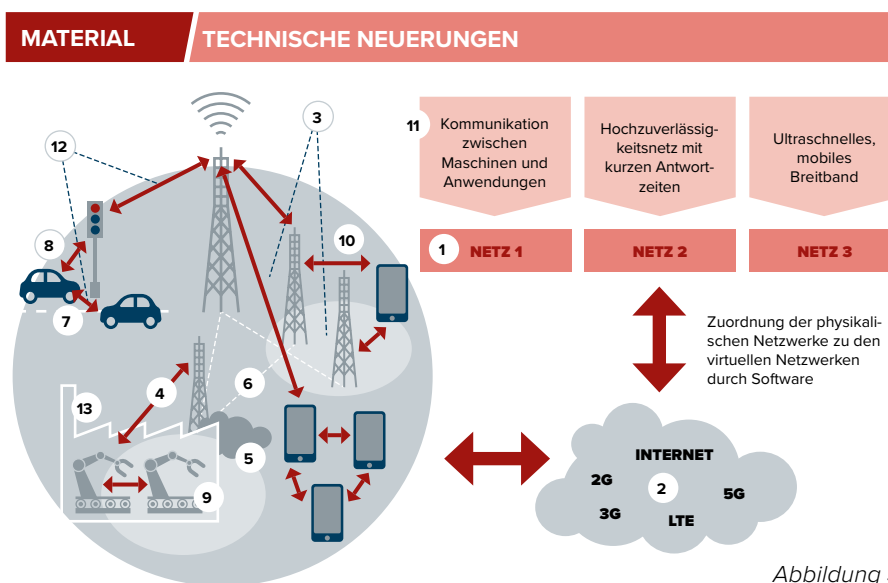 MATERIAL
TECHNISCHE NEUERUNGEN
3
12
8
7
10
4
6
13
5
9
11
Kommunikation
zwischen
Maschinen und
Anwendungen
Hochzuverlässig-
keitsnetz mit
kurzen Antwort-
zeiten
Ultraschnelles,
mobiles
Breitband
1
NETZ 1
NETZ 2
NETZ 3
Zuordnung der physikali-
schen Netzwerke zu den
virtuellen Netzwerken
durch Software
INTERNET
2G
2
5G
3G
LTE
Abbildung